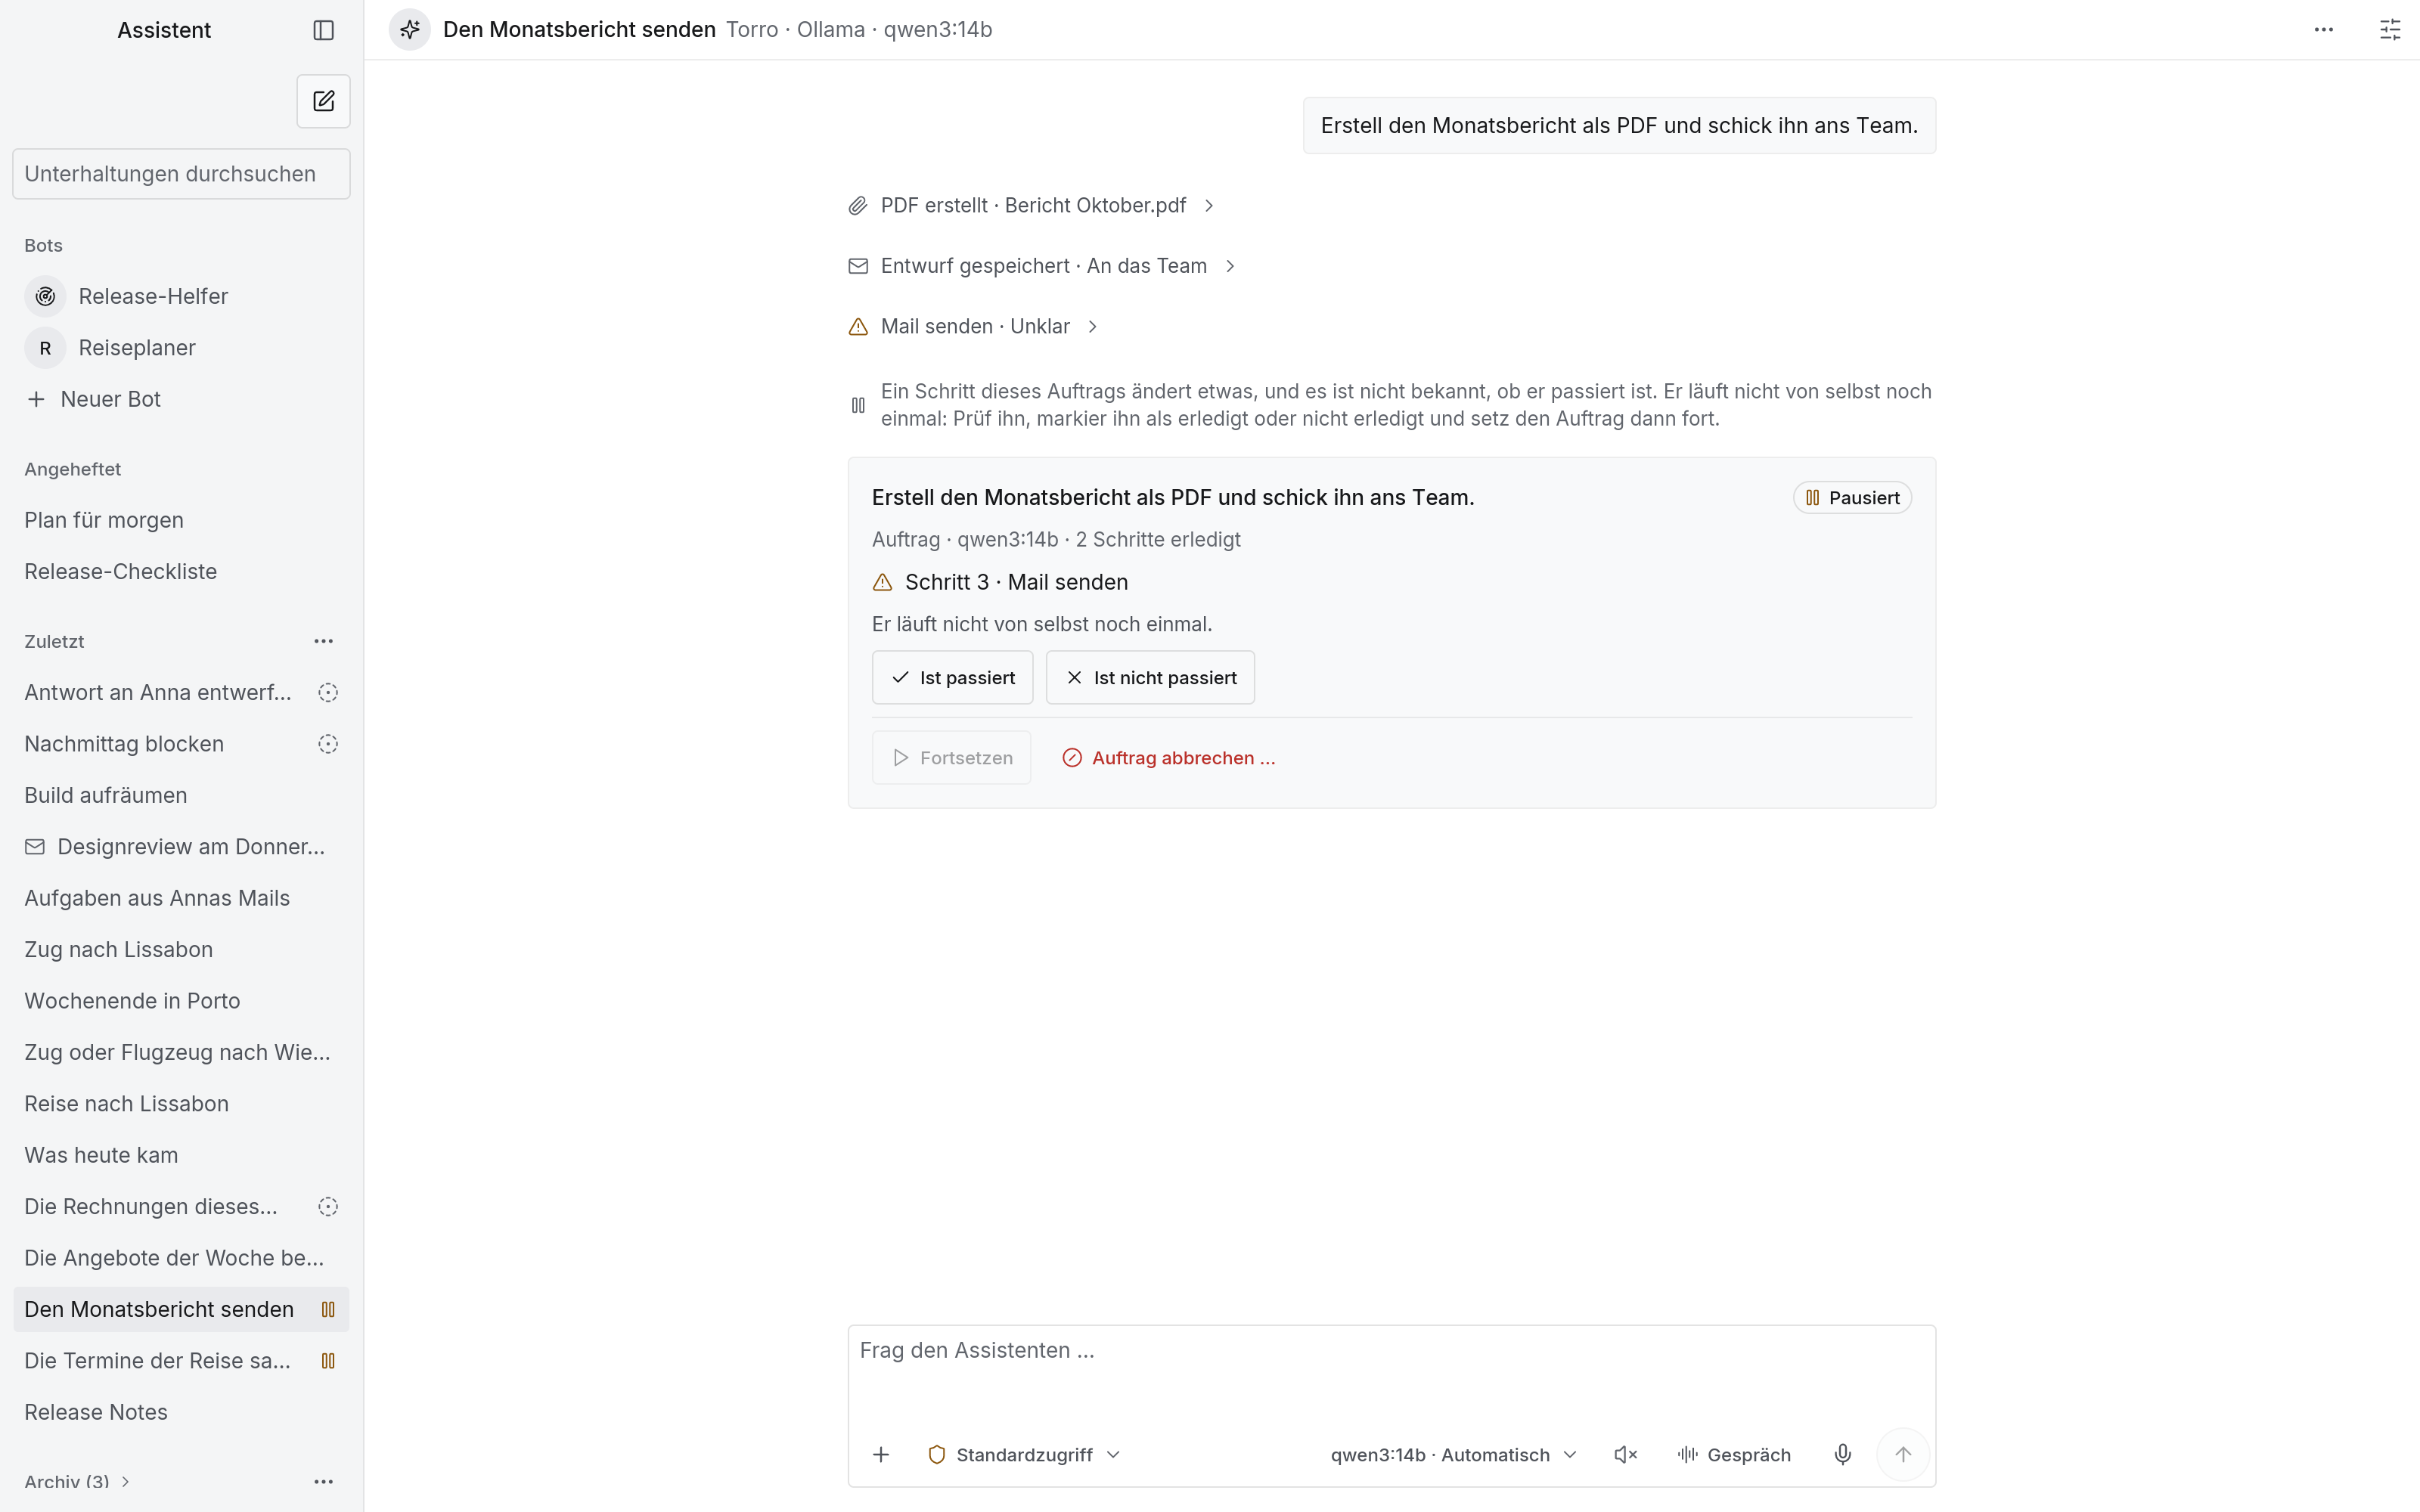 Assistent
Unterhaltungen durchsuchen
Bots
Release-Helfer
R
Reiseplaner
Neuer Bot
Angeheftet
Plan für morgen
Release-Checkliste
Zuletzt
Antwort an Anna entwerf...
Nachmittag blocken
Build aufräumen
Designreview am Donner...
Aufgaben aus Annas Mails
Zug nach Lissabon
Wochenende in Porto
Zug oder Flugzeug nach Wie...
Reise nach Lissabon
Was heute kam
Die Rechnungen dieses...
Die Angebote der Woche be...
Den Monatsbericht senden
Die Termine der Reise sa...
Release Notes
Archiv (3)
Den Monatsbericht senden Torro · Ollama · qwen3:14b
Erstell den Monatsbericht als PDF und schick ihn ans Team.
PDF erstellt · Bericht Oktober.pdf
Entwurf gespeichert · An das Team
Mail senden · Unklar
Ein Schritt dieses Auftrags ändert etwas, und es ist nicht bekannt, ob er passiert ist. Er läuft nicht von selbst noch
einmal: Prüf ihn, markier ihn als erledigt oder nicht erledigt und setz den Auftrag dann fort.
Erstell den Monatsbericht als PDF und schick ihn ans Team.
Pausiert
Auftrag · qwen3:14b · 2 Schritte erledigt
Schritt 3 · Mail senden
Er läuft nicht von selbst noch einmal.
Ist passiert
Ist nicht passiert
Fortsetzen
Auftrag abbrechen ...
Frag den Assistenten ...
Standardzugriff
qwen3:14b · Automatisch
Gespräch